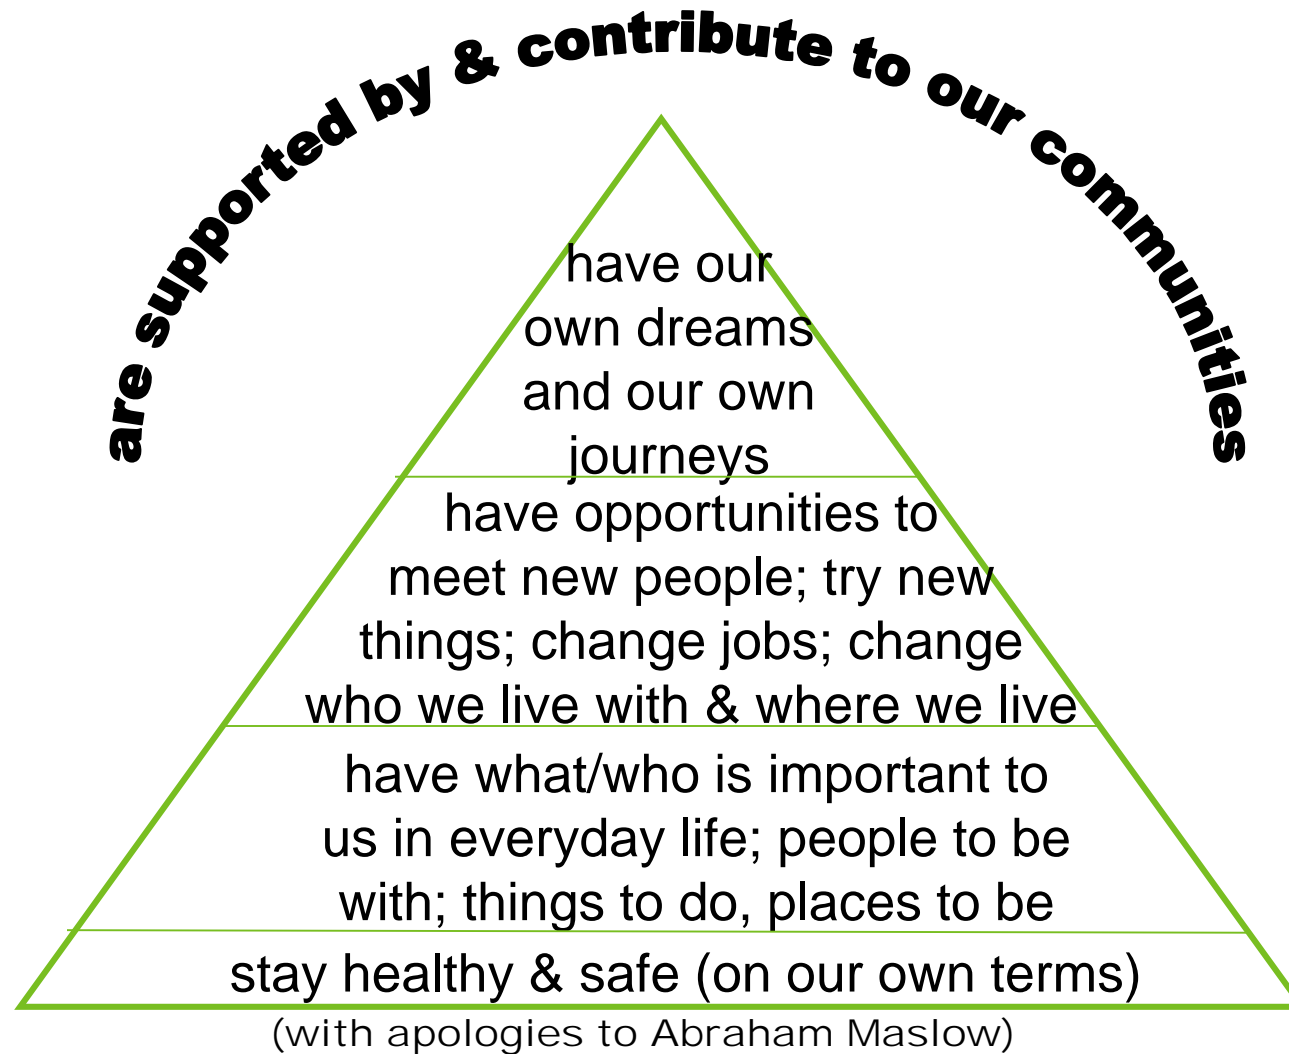 are supported by & contribute to our communities
have our
own dreams
and our own
journeys
have opportunities to
meet new people; try new
things; change jobs; change
who we live with & where we live
have what/who is important to
us in everyday life; people to be
with; things to do, places to be
stay healthy & safe (on our own terms)
(with apologies to Abraham Maslow)